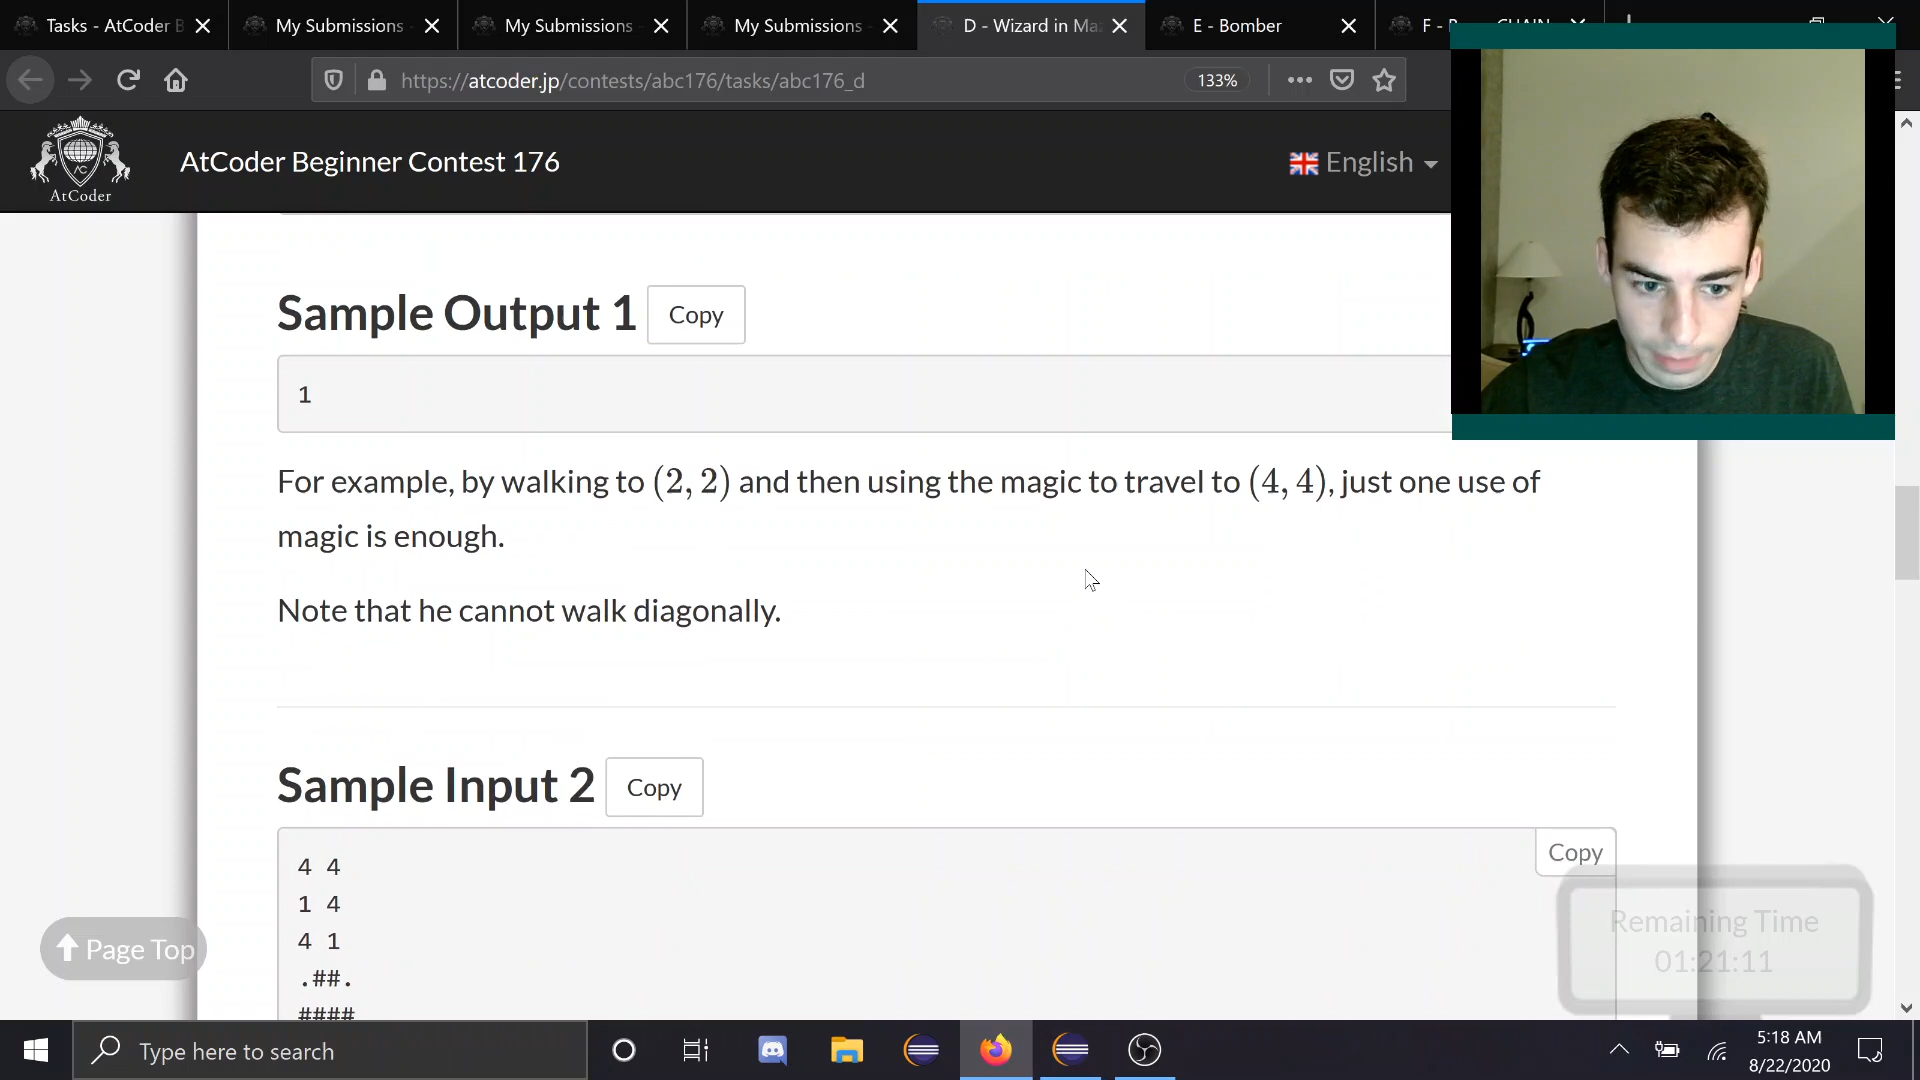 Tasks - AtCoder B
My Submissions
My Submissions
My Submissions
D - Wizard in Ma
E - Bomber
https://atcoder.jp/contests/abc176/tasks/abc176_d
133%
AtCoder
AtCoder Beginner Contest 176
English
Sample Output 1
Copy
1
For example, by walking to (2, 2) and then using the magic to travel to (4, 4), just one use of
magic is enough.
Note that he cannot walk diagonally.
Sample Input 2
Copy
Copy
4 4
1 4
4 1
.##.
####
Page Top
Remaining Time
01:21:11
Type here to search
5:18 AM
8/22/2020